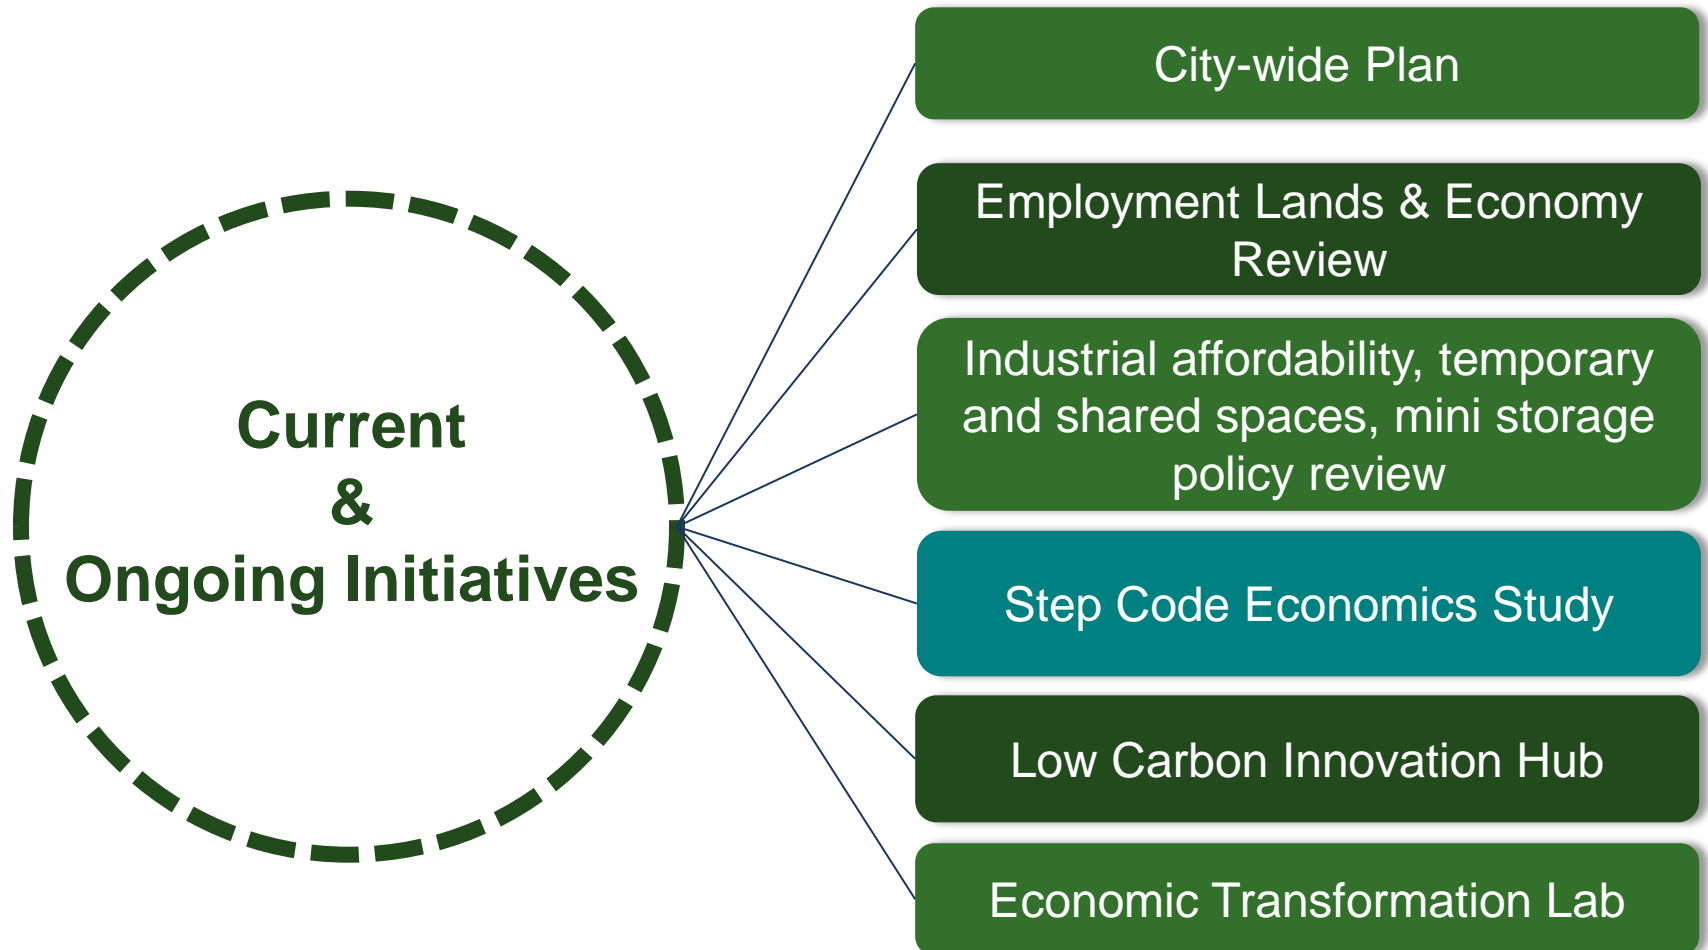 Current
&
Ongoing Initiatives
City-wide Plan
Employment Lands & Economy
Review
Industrial affordability, temporary
and shared spaces, mini storage
policy review
Step Code Economics Study
Low Carbon Innovation Hub
Economic Transformation Lab